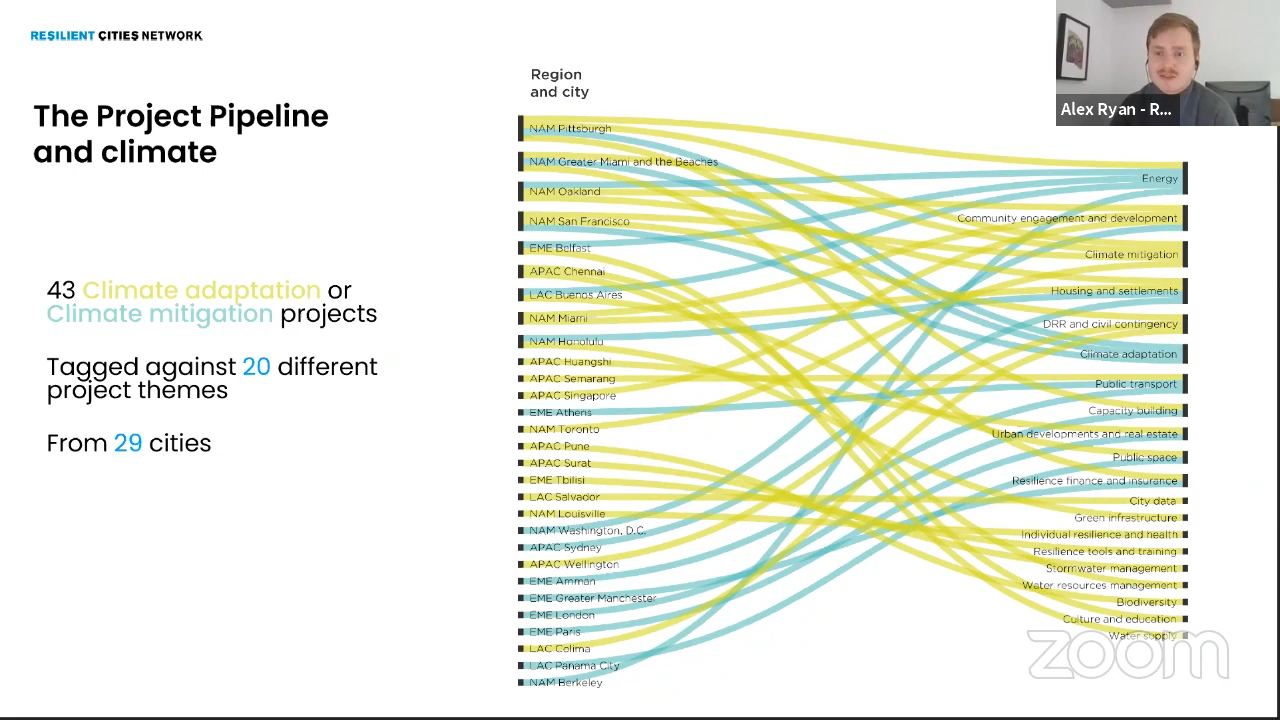 RESILIENT CITIES NETWORK
The Project Pipeline
and climate
43 Climate adaptation or
Climate mitigation projects
Tagged against 20 different
project themes
From 29 cities
Region
and city
NAM Pittsburgh
NAM Greater Miami and the Beaches
NAM Oakland
NAM San Francisco
EME Belfast
APAC Chennai
LAC Buenos Aires
NAM Miami
NAM Honolulu
APAC Huangshi
APAC Semarang
APAC Singapore
EME Athens
NAM Toronto
APAC Pune
APAC Surat
EME Tbilisi
LAC Salvador
NAM Louisville
NAM Washington, D.C.
APAC Sydney
APAC Wellington
EME Amman
EME Greater Manchester
EME London
EME Paris
LAC Colima
LAC Panama City
NAM Berkeley
Energy
Community engagement and development
Climate mitigation
Housing and settlements
DRR and civil contingency
Climate adaptation
Public transport
Capacity building
Urban developments and real estate
Public space
Resilience finance and insurance
City data
Green infrastructure
Individual resilience and health
Resilience tools and training
Stormwater management
Water resources management
Biodiversity
Culture and education
Water supply
Alex Ryan - R...
zoom